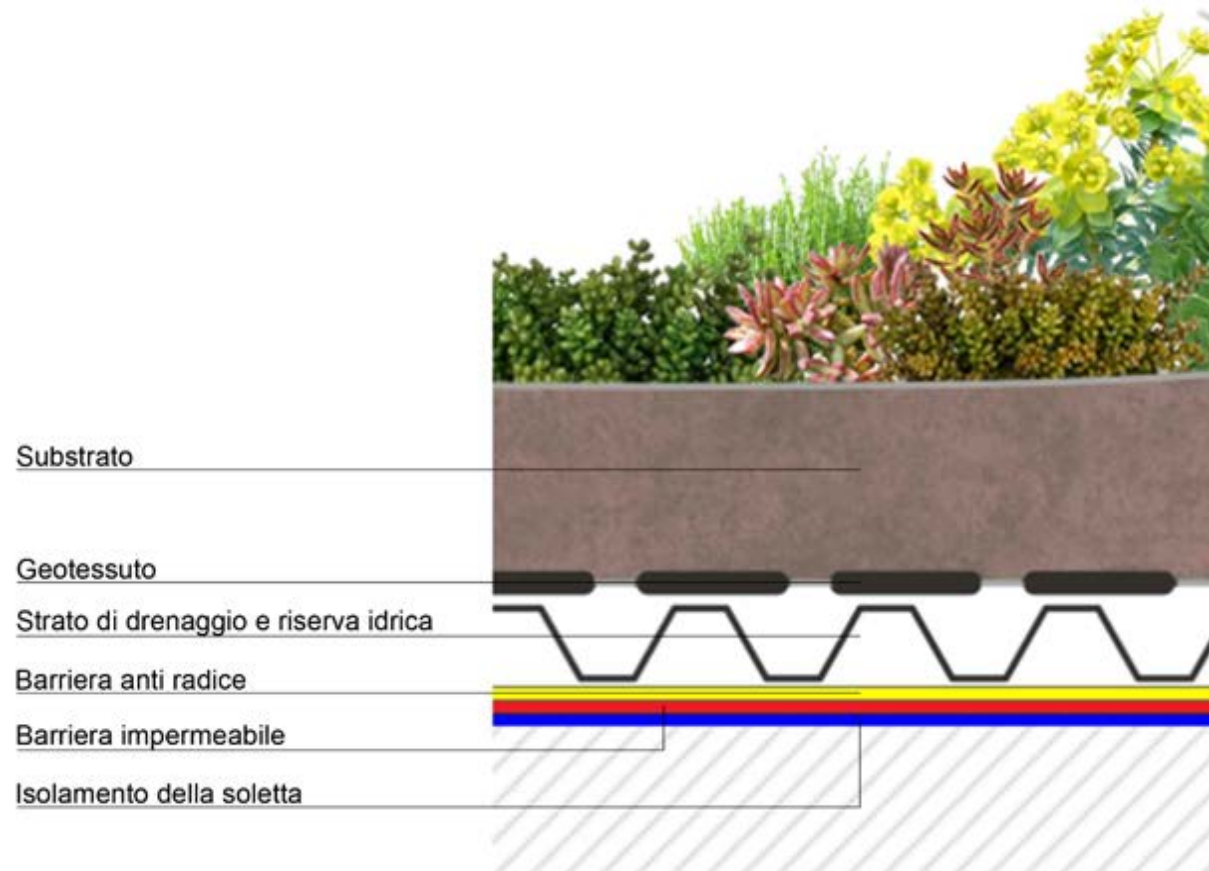 Substrato
Geotessuto
Strato di drenaggio e riserva idrica
Barriera anti radice
Barriera impermeabile
Isolamento della soletta